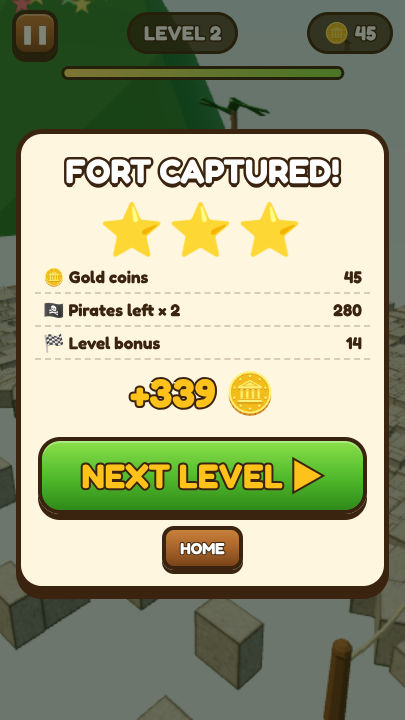 LEVEL 2
45
FORT CAPTURED!
Gold coins 45
Pirates left × 2 280
Level bonus 14
+339
NEXT LEVEL
HOME